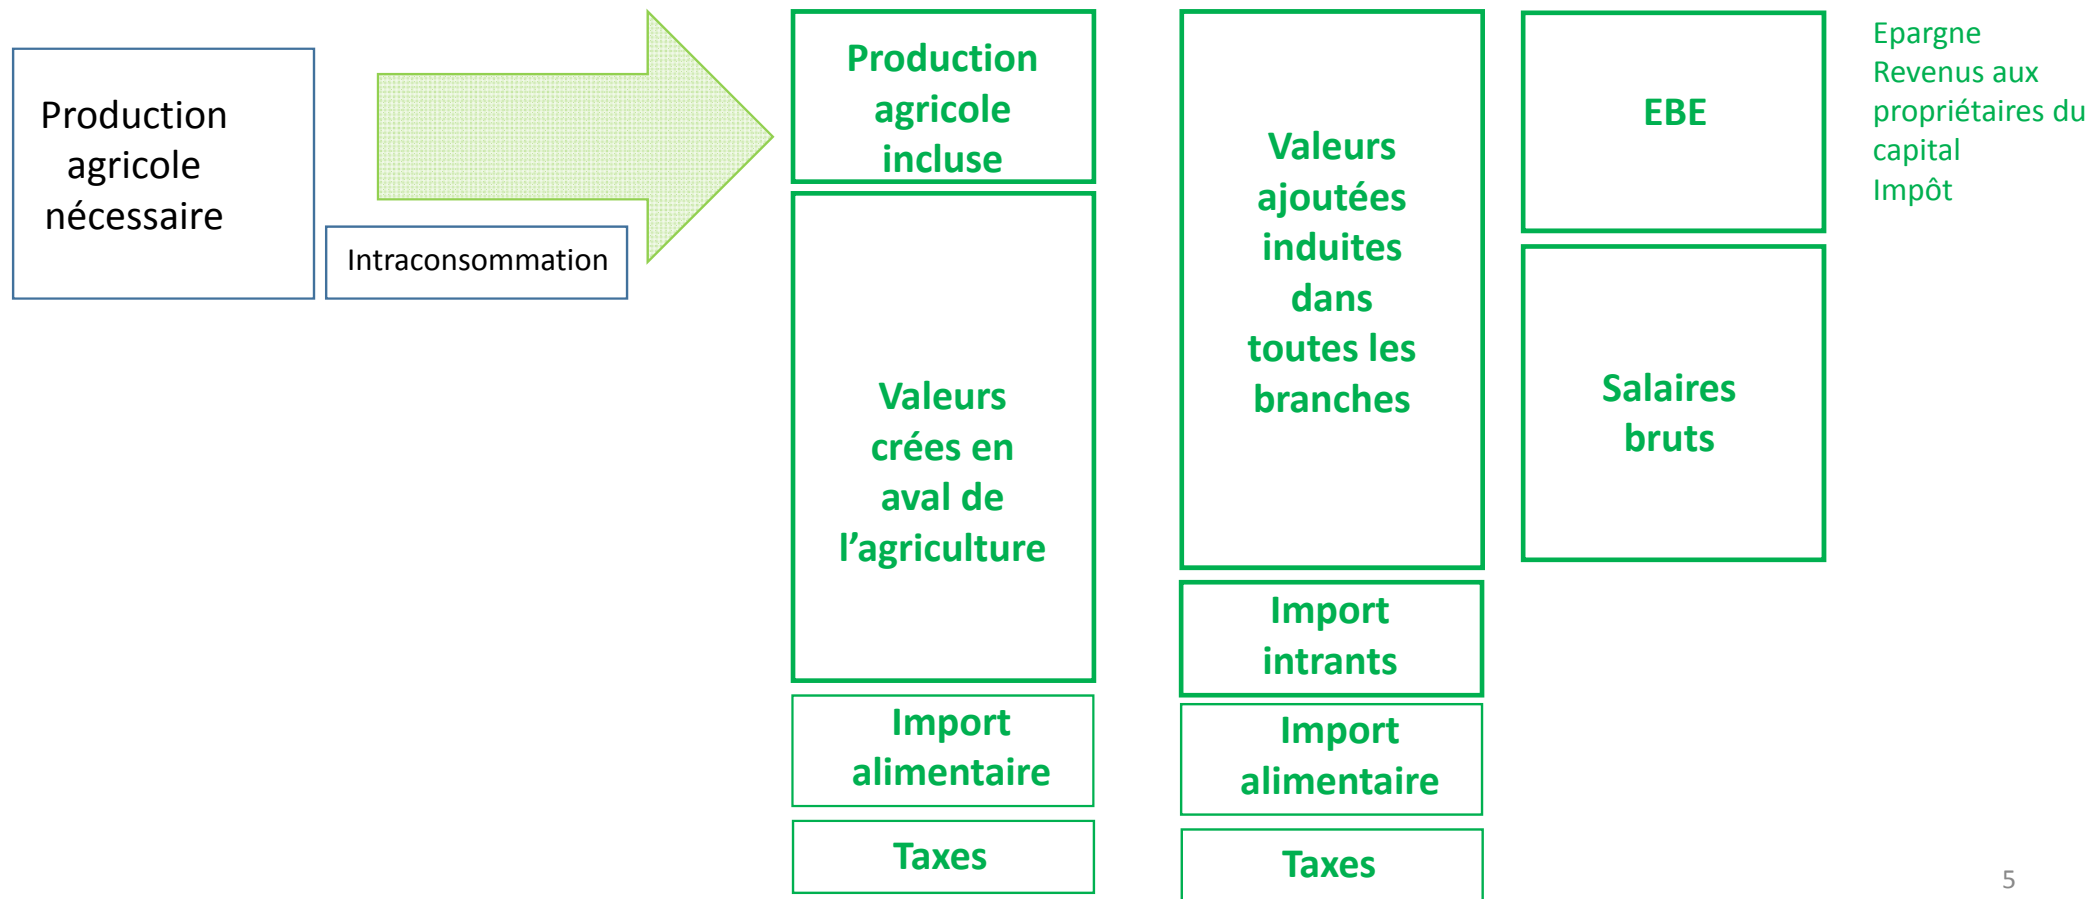 Production
agricole
nécessaire
Intraconsommation
Production
agricole
incluse
Valeurs
crées en
aval de
l’agriculture
Import
alimentaire
Taxes
Valeurs
ajoutées
induites
dans
toutes les
branches
Import
intrants
Import
alimentaire
Taxes
EBE
Salaires
bruts
Epargne
Revenus aux
propriétaires du
capital
Impôt
5